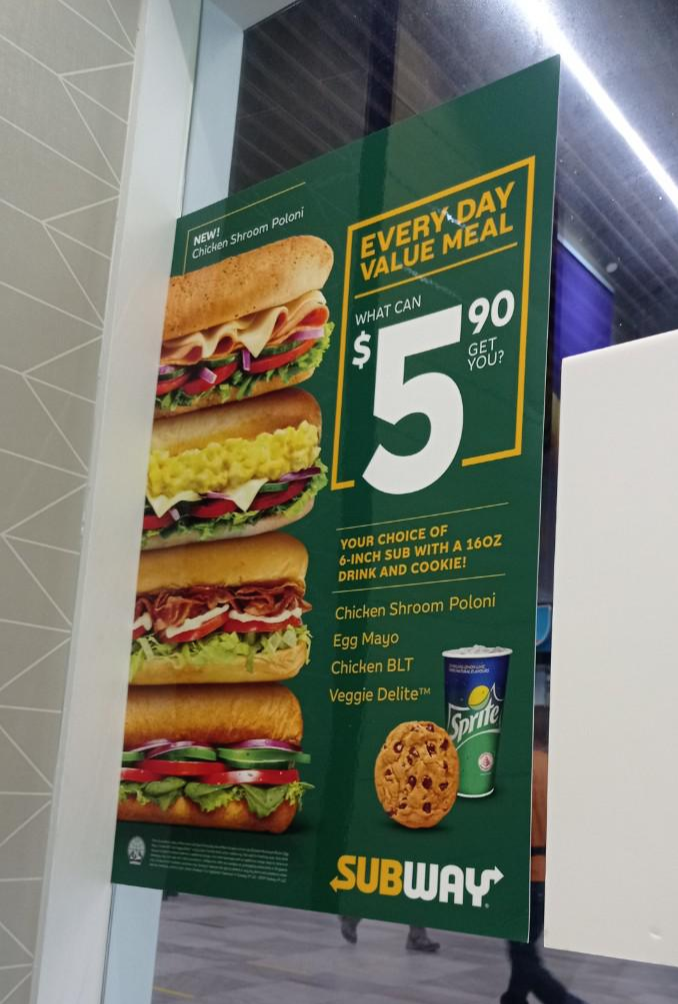 NEW!
Chicken Shroom Poloni
EVERY DAY
VALUE MEAL
WHAT CAN
$5 90
GET
YOU?
YOUR CHOICE OF
6-INCH SUB WITH A 16OZ
DRINK AND COOKIE!
Chicken Shroom Poloni
Egg Mayo
Chicken BLT
Veggie Delite™
Sprite
SUBWAY